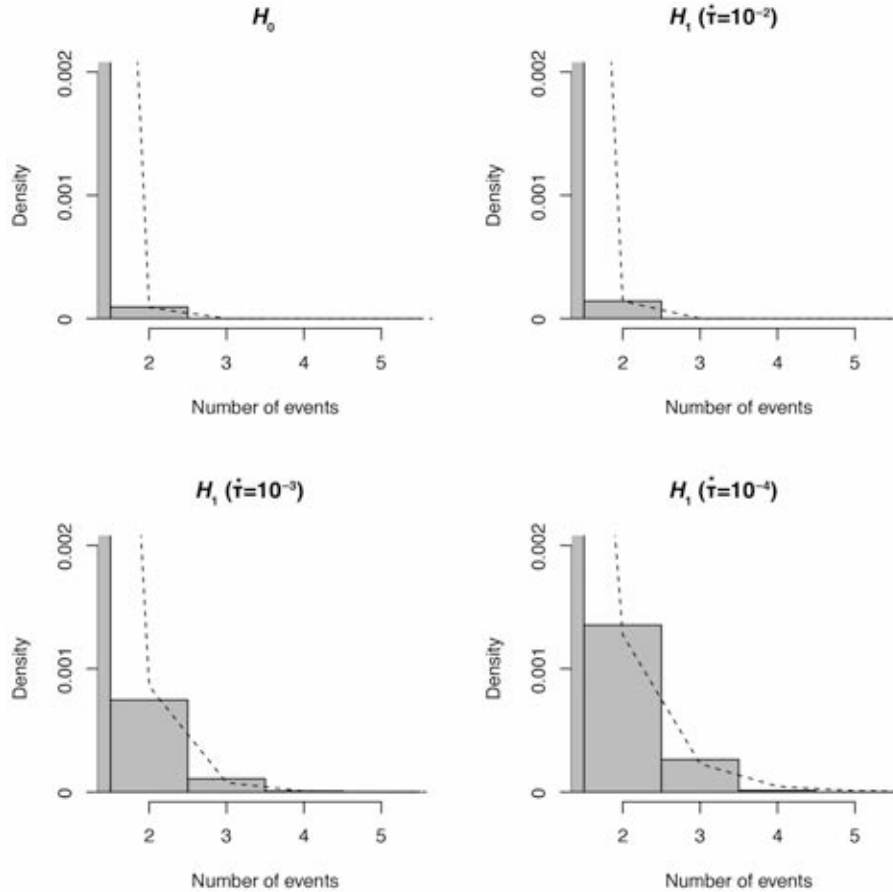 H₀
0.002
0.001
0
Density
2 3 4 5
Number of events
H₁ (τ̇=10⁻²)
0.002
0.001
0
Density
2 3 4 5
Number of events
H₁ (τ̇=10⁻³)
0.002
0.001
0
Density
2 3 4 5
Number of events
H₁ (τ̇=10⁻⁴)
0.002
0.001
0
Density
2 3 4 5
Number of events